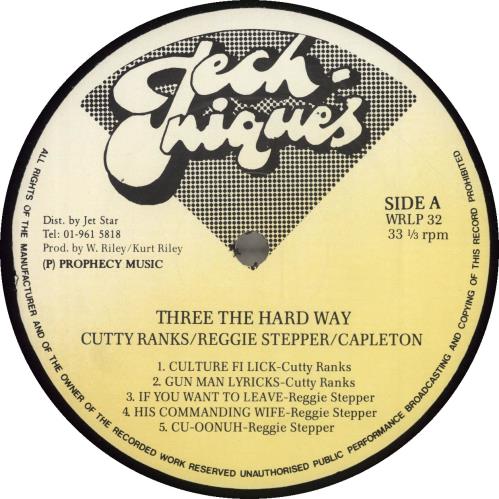 Tech-
niques
Dist. by Jet Star
Tel: 01-961 5818
Prod. by W. Riley/Kurt Riley
(P) PROPHECY MUSIC
SIDE A
WRLP 32
33 ⅓ rpm
THREE THE HARD WAY
CUTTY RANKS/REGGIE STEPPER/CAPLETON
1. CULTURE FI LICK-Cutty Ranks
2. GUN MAN LYRICKS-Cutty Ranks
3. IF YOU WANT TO LEAVE-Reggie Stepper
4. HIS COMMANDING WIFE-Reggie Stepper
5. CU-OONUH-Reggie Stepper
ALL RIGHTS OF THE MANUFACTURER AND OF THE OWNER OF THE RECORDED WORK RESERVED UNAUTHORISED PUBLIC PERFORMANCE BROADCASTING AND COPYING OF THIS RECORD PROHIBITED